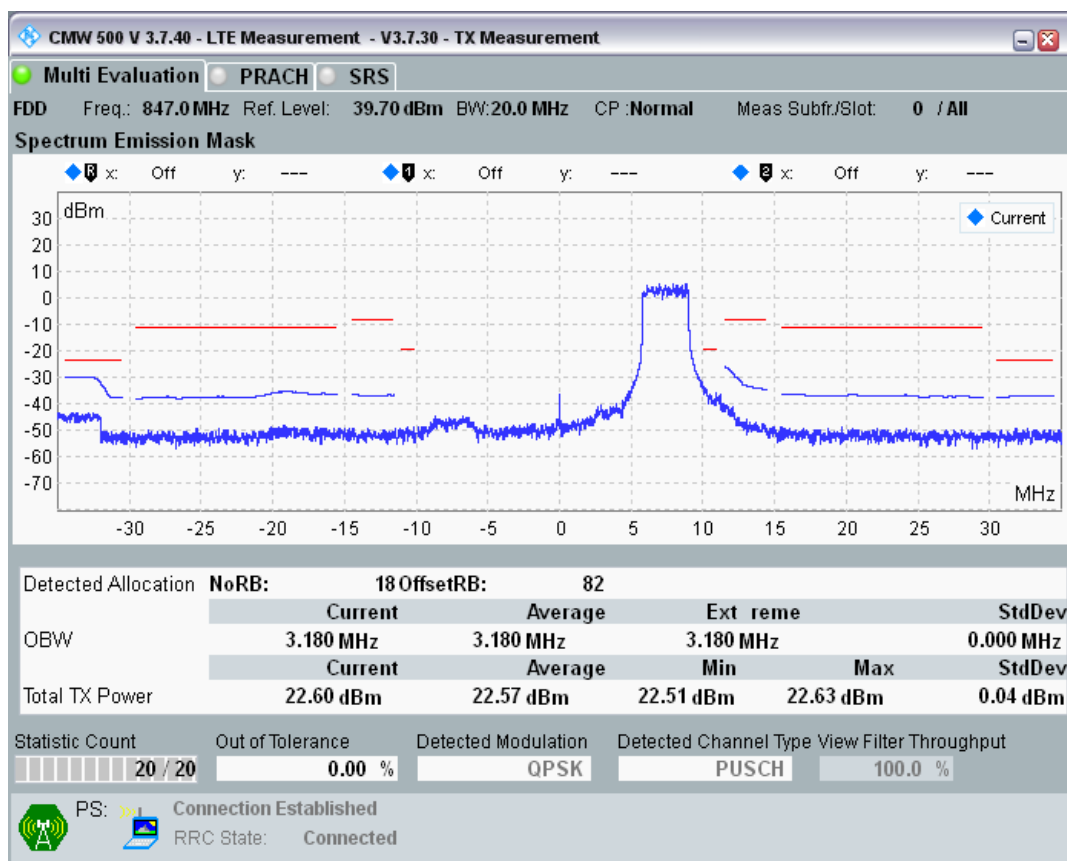 CMW 500 V 3.7.40 - LTE Measurement - V3.7.30 - TX Measurement
Multi Evaluation PRACH SRS
FDD Freq.: 847.0 MHz Ref. Level: 39.70 dBm BW:20.0 MHz CP :Normal Meas Subfr./Slot: 0 / All
Spectrum Emission Mask
R x: Off y: --- 1 x: Off y: --- 2 x: Off y: ---
dBm
Current
30
20
10
0
-10
-20
-30
-40
-50
-60
-70
MHz
-30 -25 -20 -15 -10 -5 0 5 10 15 20 25 30
Detected Allocation NoRB: 18 OffsetRB: 82
Current Average Ext reme StdDev
OBW 3.180 MHz 3.180 MHz 3.180 MHz 0.000 MHz
Current Average Min Max StdDev
Total TX Power 22.60 dBm 22.57 dBm 22.51 dBm 22.63 dBm 0.04 dBm
Statistic Count Out of Tolerance Detected Modulation Detected Channel Type View Filter Throughput
20 / 20 0.00 % QPSK PUSCH 100.0 %
PS: Connection Established
RRC State: Connected